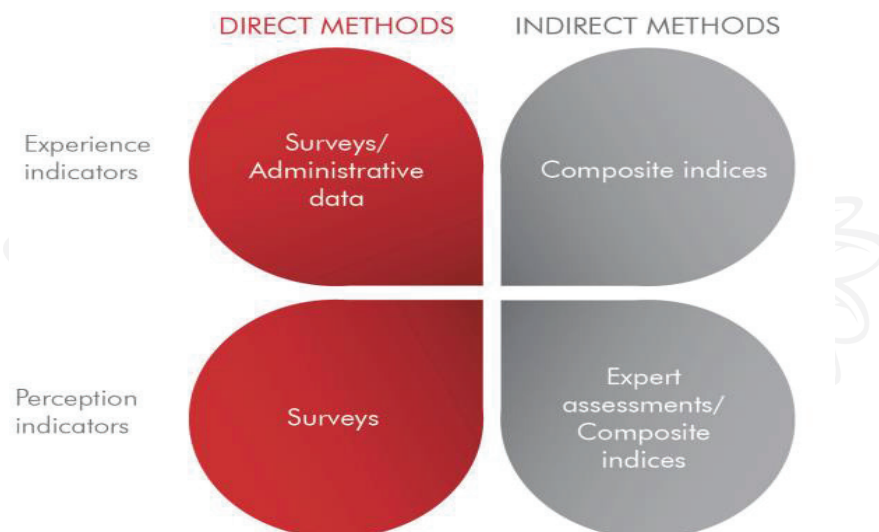 DIRECT METHODS
INDIRECT METHODS
Experience
indicators
Surveys/
Administrative
data
Composite indices
Perception
indicators
Surveys
Expert
assessments/
Composite
indices